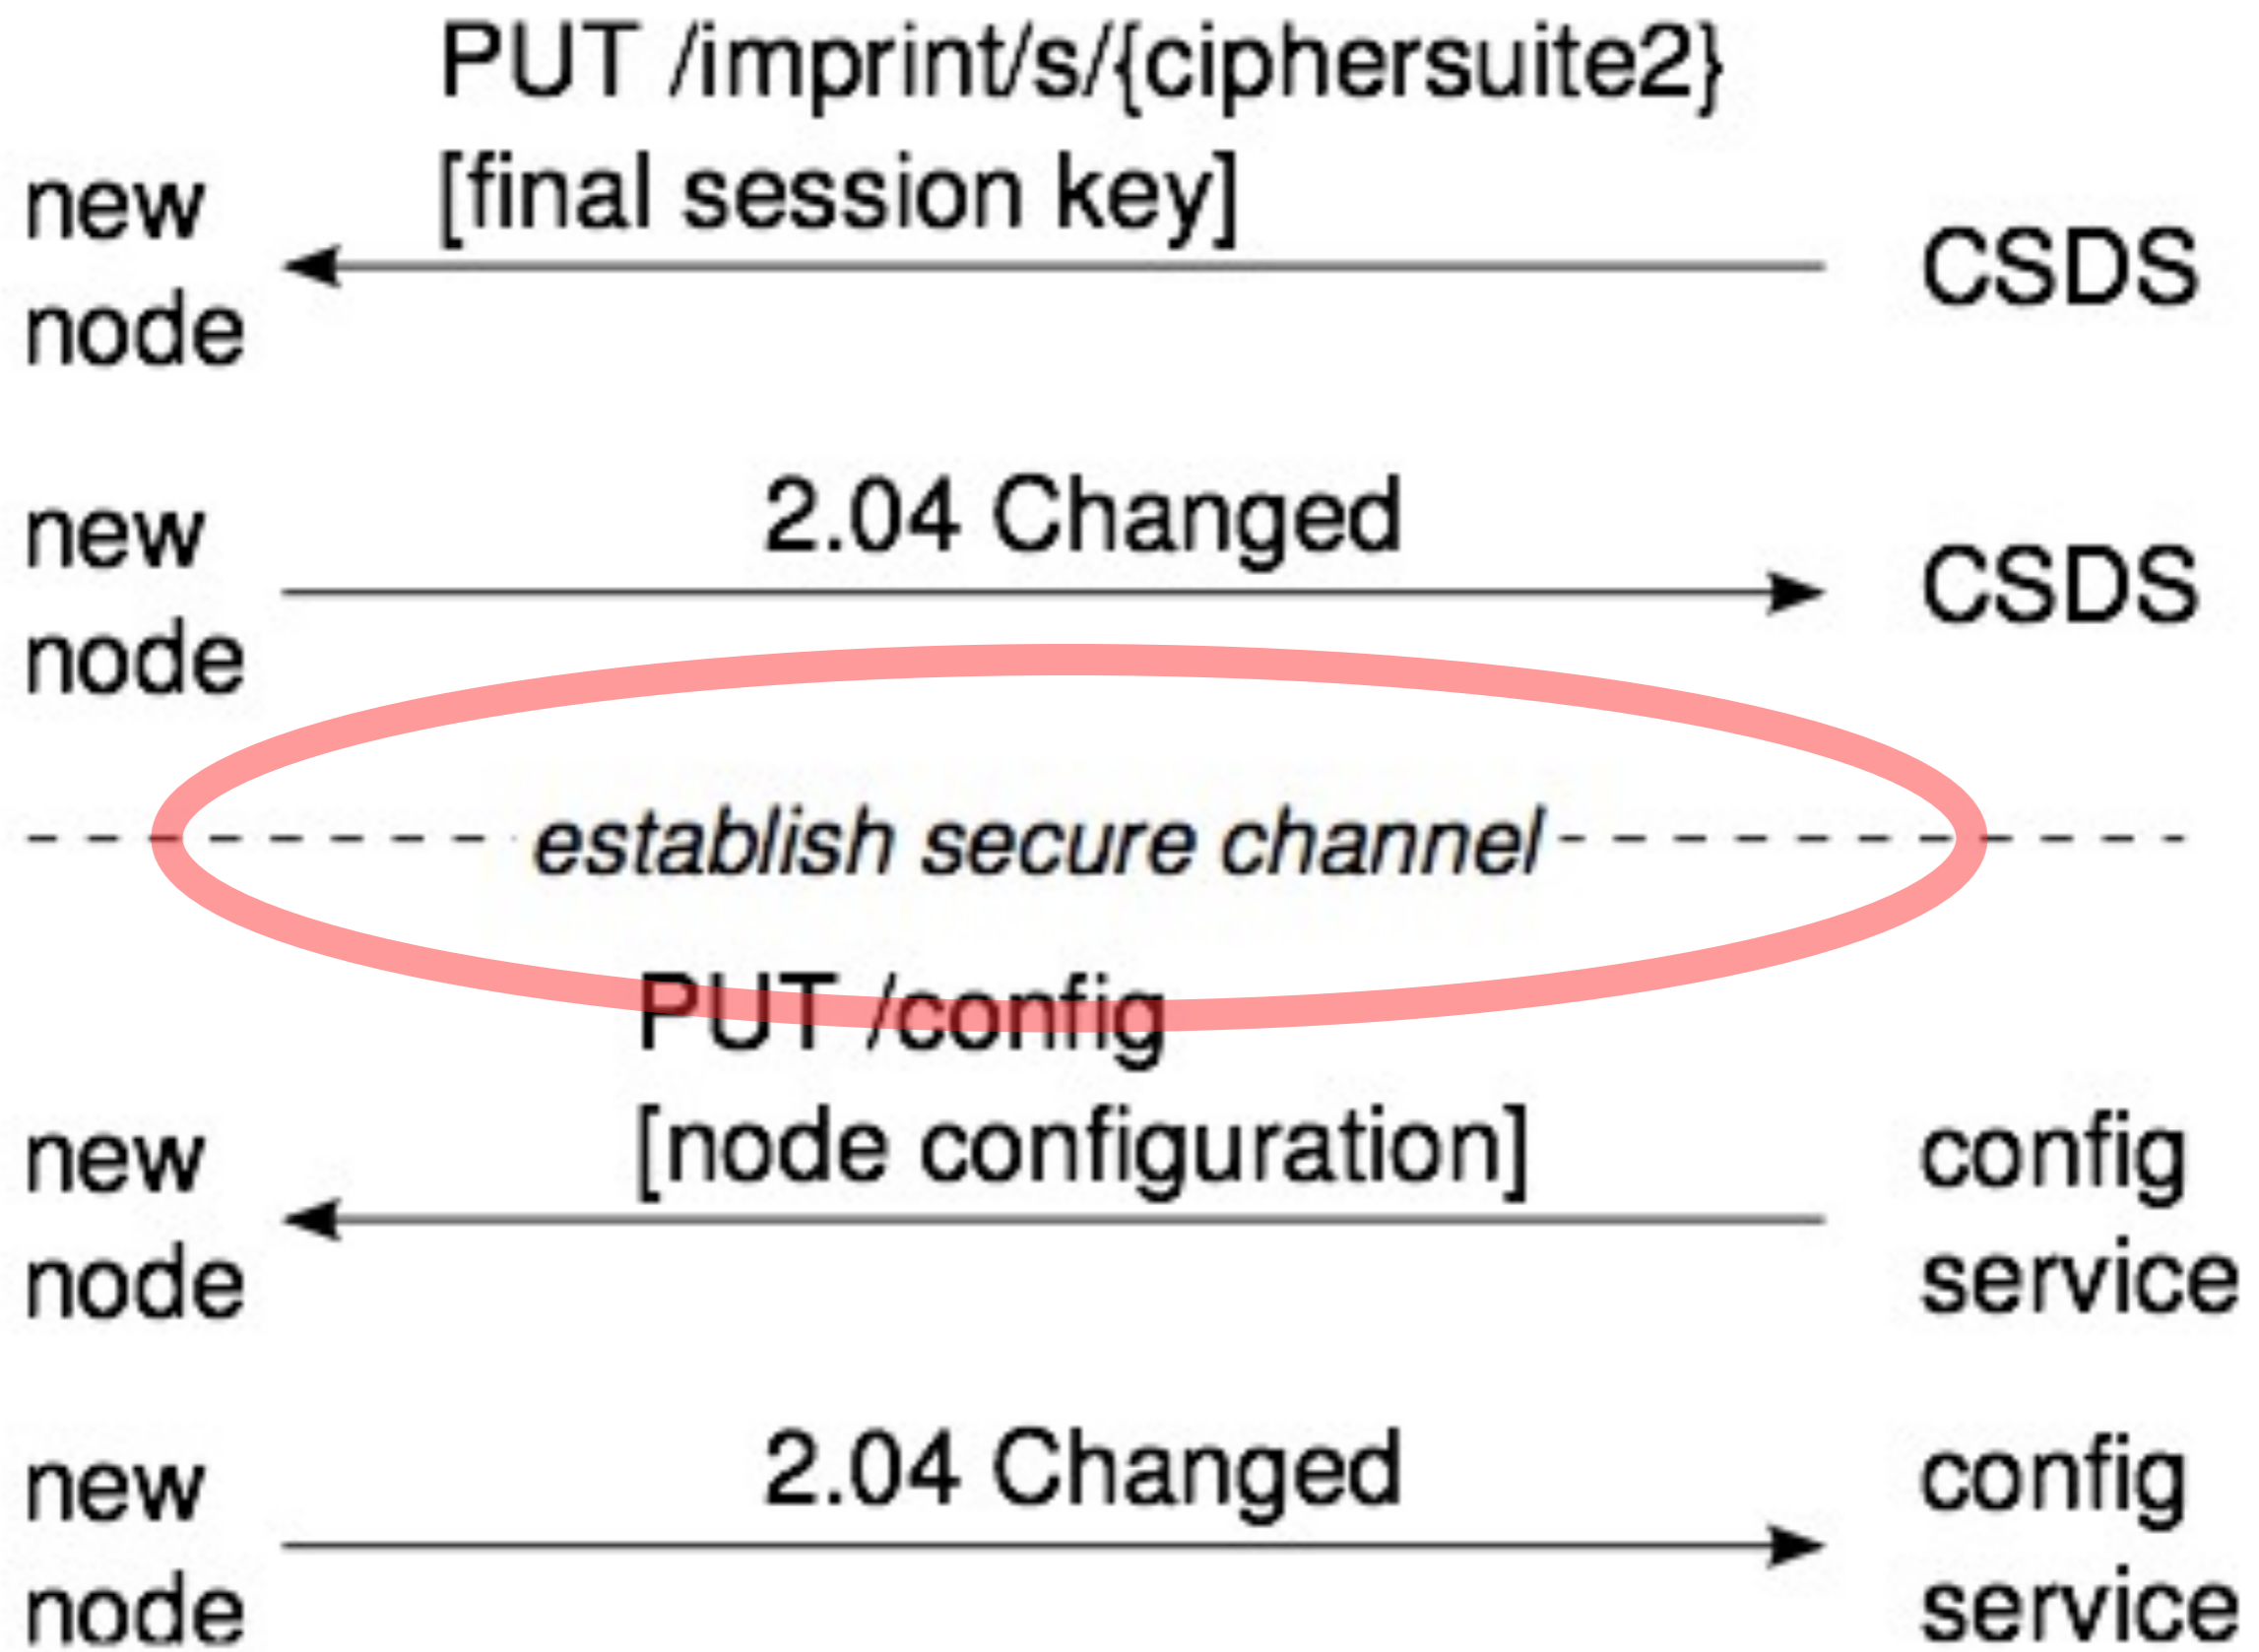 PUT /imprint/s/{ciphersuite2}
[final session key]
new
node
CSDS
2.04 Changed
new
node
CSDS
establish secure channel
PUT /config
[node configuration]
new
node
config
service
2.04 Changed
new
node
config
service